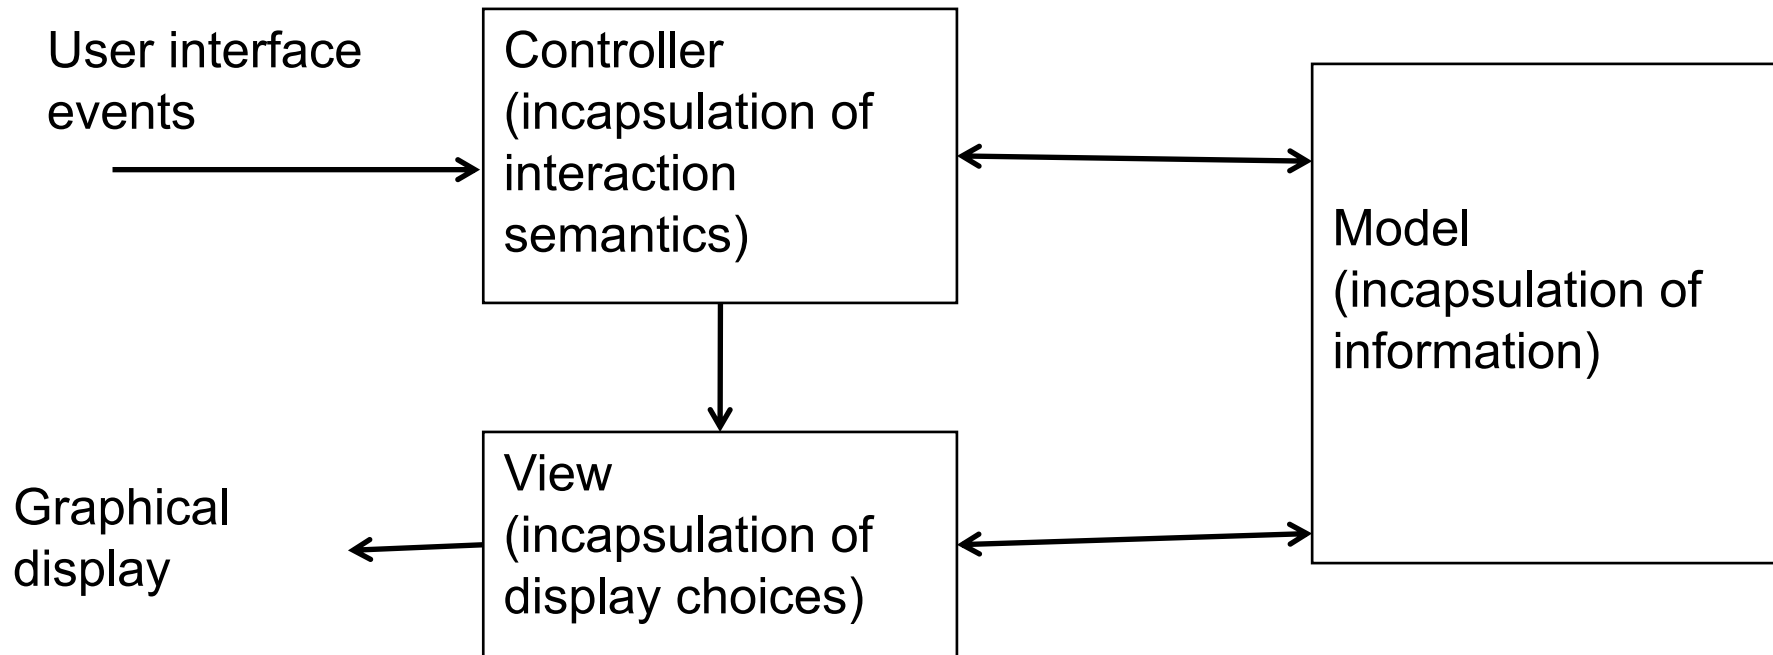 User interface
events
Controller
(incapsulation of
interaction
semantics)
Model
(incapsulation of
information)
View
(incapsulation of
display choices)
Graphical
display